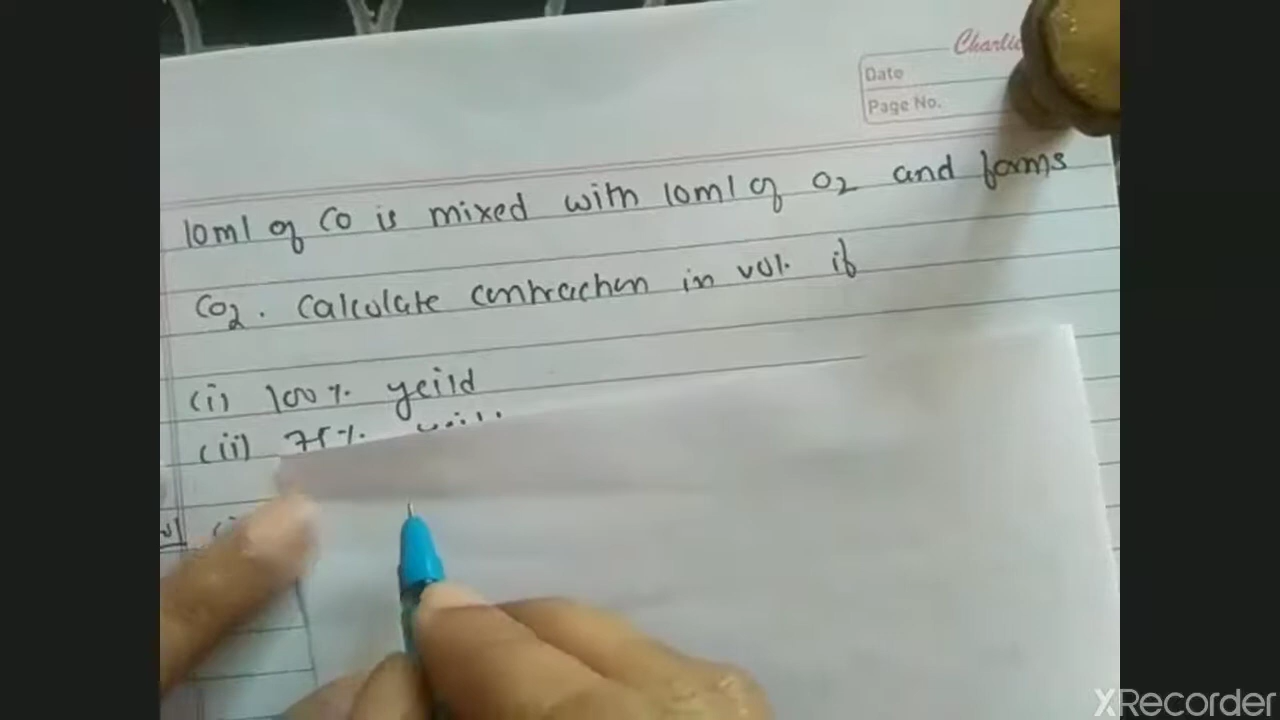 Charlie
Date
Page No.
10ml of CO is mixed with 10ml of O2 and forms
CO2. Calculate contraction in vol. if
(i) 100% yeild
(ii) 75%
XRecorder